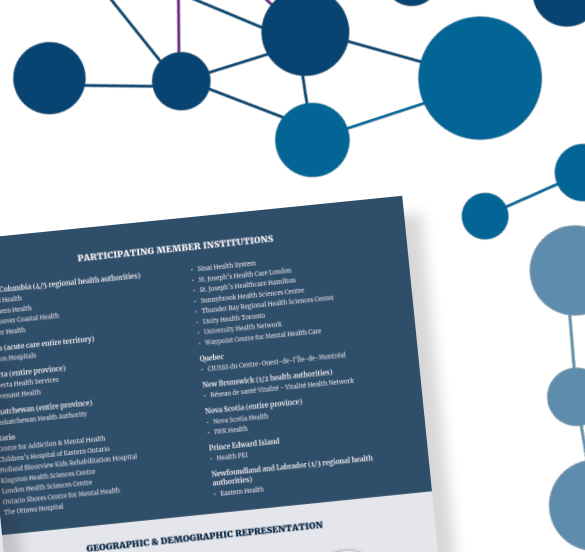 PARTICIPATING MEMBER INSTITUTIONS
Columbia (4/5 regional health authorities)
Health
Health
Coastal Health
Health
(acute care entire territory)
Hospitals
(entire province)
Health Services
Health
(entire province)
Health Authority
Centre for Addiction & Mental Health
Children's Hospital of Eastern Ontario
Holland Bloorview Kids Rehabilitation Hospital
Kingston Health Sciences Centre
London Health Sciences Centre
Ontario Shores Centre for Mental Health
The Ottawa Hospital
• Sinai Health System
• St. Joseph's Health Care London
• St. Joseph's Healthcare Hamilton
• Sunnybrook Health Sciences Centre
• Thunder Bay Regional Health Sciences Center
• Unity Health Toronto
• University Health Network
• Waypoint Centre for Mental Health Care
Quebec
• CIUSSS du Centre-Ouest-de-l'Île-de-Montréal
New Brunswick (1/2 health authorities)
• Réseau de santé Vitalité - Vitalité Health Network
Nova Scotia (entire province)
• Nova Scotia Health
• IWK Health
Prince Edward Island
• Health PEI
Newfoundland and Labrador (1/3 regional health
authorities)
• Eastern Health
GEOGRAPHIC & DEMOGRAPHIC REPRESENTATION